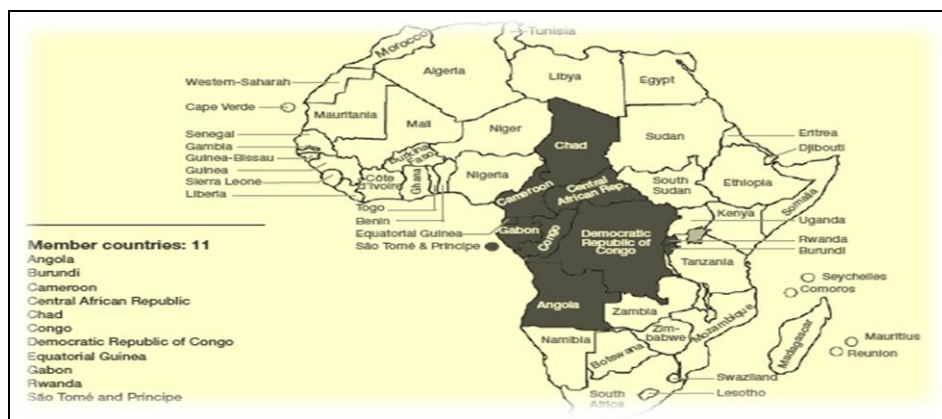 Tunisia
Morocco
Algeria
Libya
Egypt
Western-Saharah
Cape Verde
Mauritania
Mali
Niger
Chad
Sudan
Eritrea
Djibouti
Senegal
Gambia
Guinea-Bissau
Guinea
Sierra Leone
Liberia
Burkina
Faso
Côte
d'Ivoire
Ghana
Nigeria
Togo
Benin
Equatorial Guinea
São Tomé & Principe
Cameroon
Central
African Rep.
South
Sudan
Ethiopia
Somalia
Gabon
Congo
Democratic
Republic of
Congo
Kenya
Uganda
Rwanda
Burundi
Tanzania
Seychelles
Comoros
Angola
Zambia
Mozambique
Zim-
babwe
Madagascar
Mauritius
Reunion
Namibia
Botswana
Swaziland
Lesotho
South
Africa
Member countries: 11
Angola
Burundi
Cameroon
Central African Republic
Chad
Congo
Democratic Republic of Congo
Equatorial Guinea
Gabon
Rwanda
São Tomé and Principe